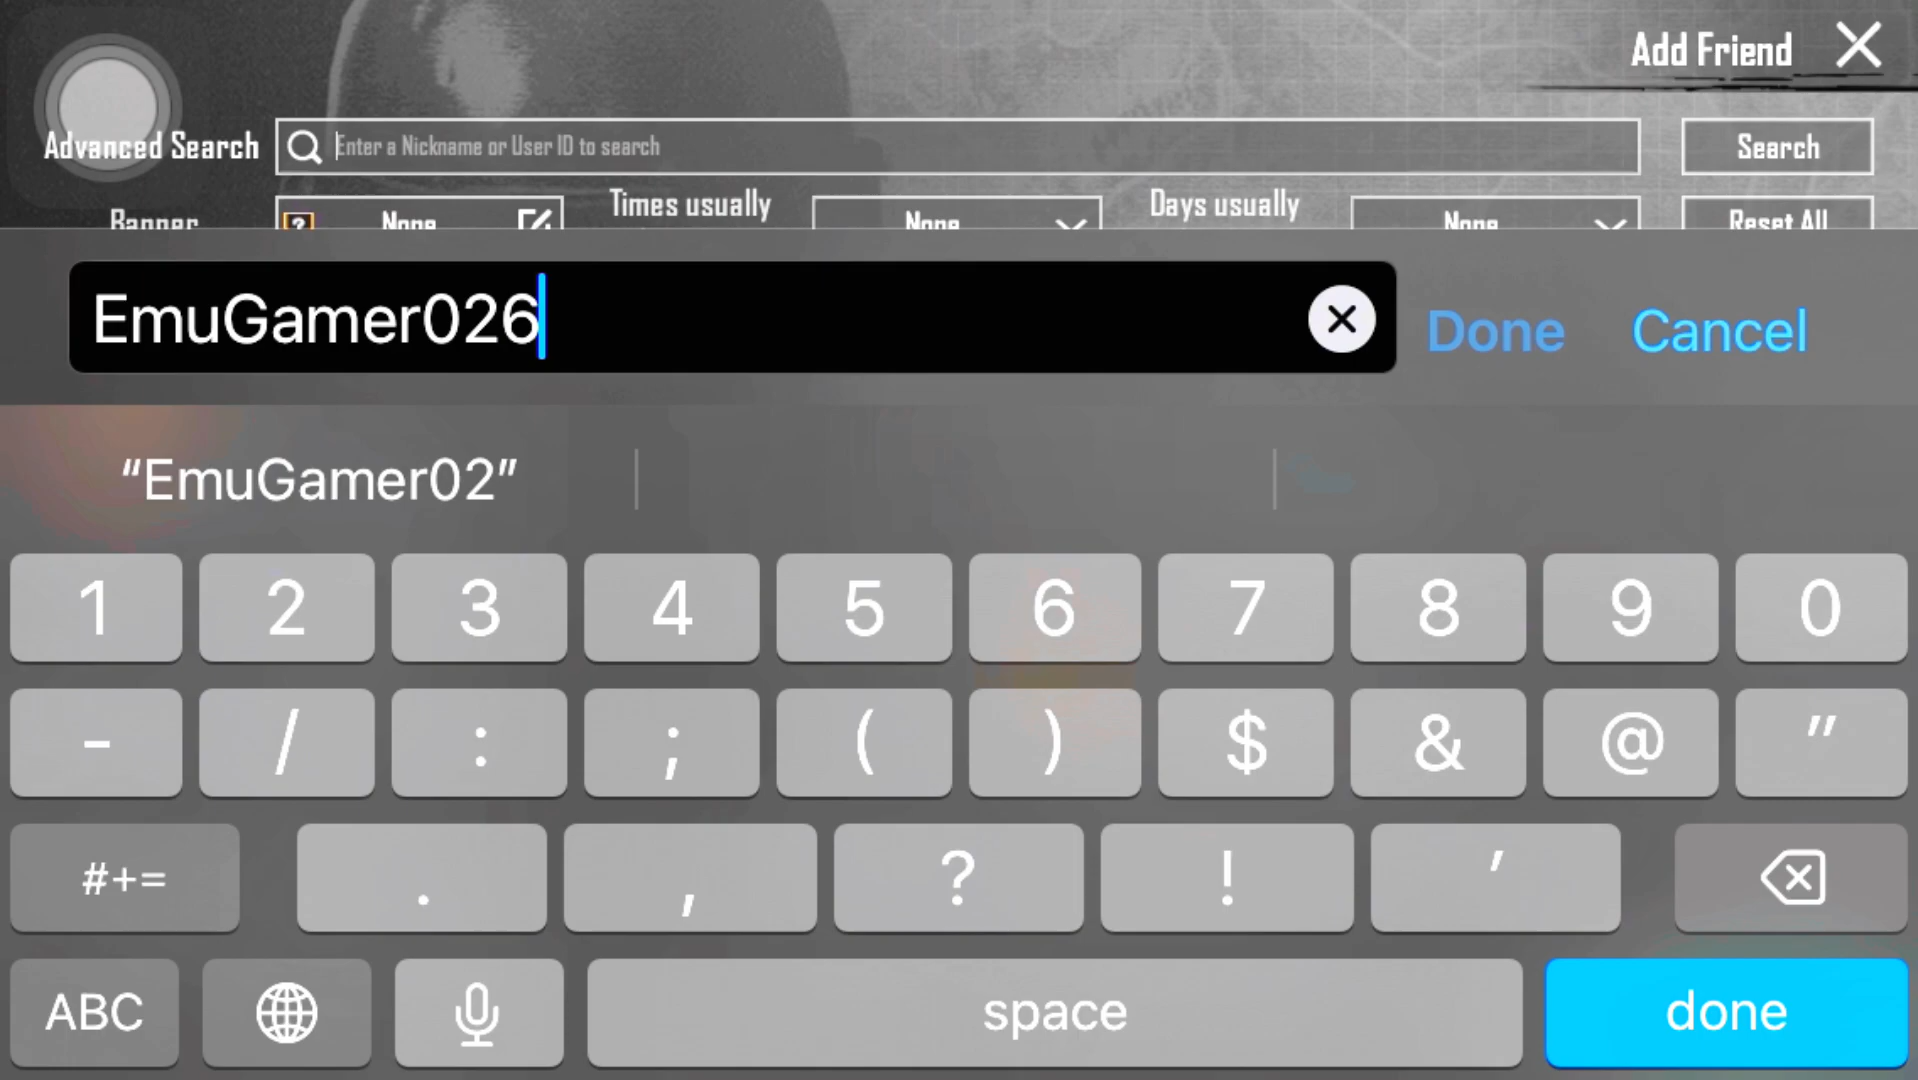 Add Friend
Advanced Search
Enter a Nickname or User ID to search
Search
Banner
None
Times usually
None
Days usually
None
Reset All
EmuGamer026
Done
Cancel
“EmuGamer02”
1 2 3 4 5 6 7 8 9 0
- / : ; ( ) $ & @ "
#+= . , ? ! '
ABC space done